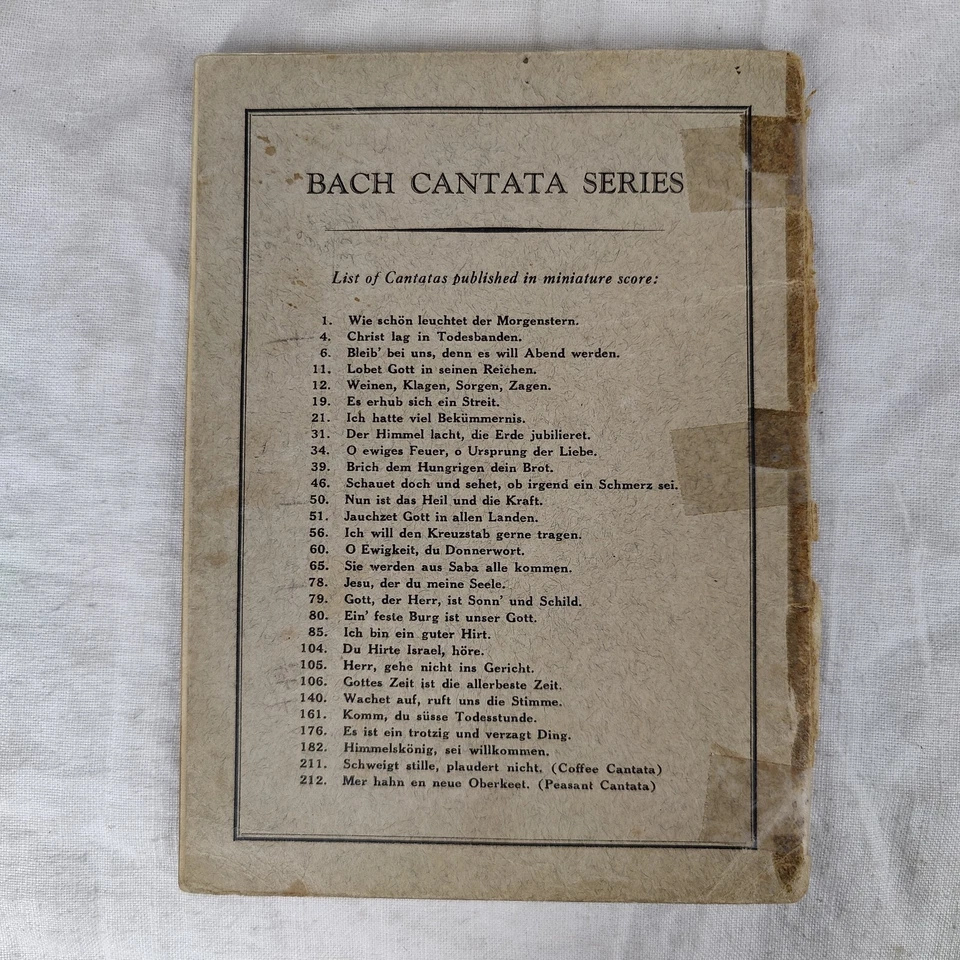 BACH CANTATA SERIES
List of Cantatas published in miniature score:
1. Wie schön leuchtet der Morgenstern.
4. Christ lag in Todesbanden.
6. Bleib' bei uns, denn es will Abend werden.
11. Lobet Gott in seinen Reichen.
12. Weinen, Klagen, Sorgen, Zagen.
19. Es erhub sich ein Streit.
21. Ich hatte viel Bekümmernis.
31. Der Himmel lacht, die Erde jubilieret.
34. O ewiges Feuer, o Ursprung der Liebe.
39. Brich dem Hungrigen dein Brot.
46. Schauet doch und sehet, ob irgend ein Schmerz sei.
50. Nun ist das Heil und die Kraft.
51. Jauchzet Gott in allen Landen.
56. Ich will den Kreuzstab gerne tragen.
60. O Ewigkeit, du Donnerwort.
65. Sie werden aus Saba alle kommen.
78. Jesu, der du meine Seele.
79. Gott, der Herr, ist Sonn' und Schild.
80. Ein' feste Burg ist unser Gott.
85. Ich bin ein guter Hirt.
104. Du Hirte Israel, höre.
105. Herr, gehe nicht ins Gericht.
106. Gottes Zeit ist die allerbeste Zeit.
140. Wachet auf, ruft uns die Stimme.
161. Komm, du süsse Todesstunde.
176. Es ist ein trotzig und verzagt Ding.
182. Himmelskönig, sei willkommen.
211. Schweigt stille, plaudert nicht. (Coffee Cantata)
212. Mer hahn en neue Oberkeet. (Peasant Cantata)